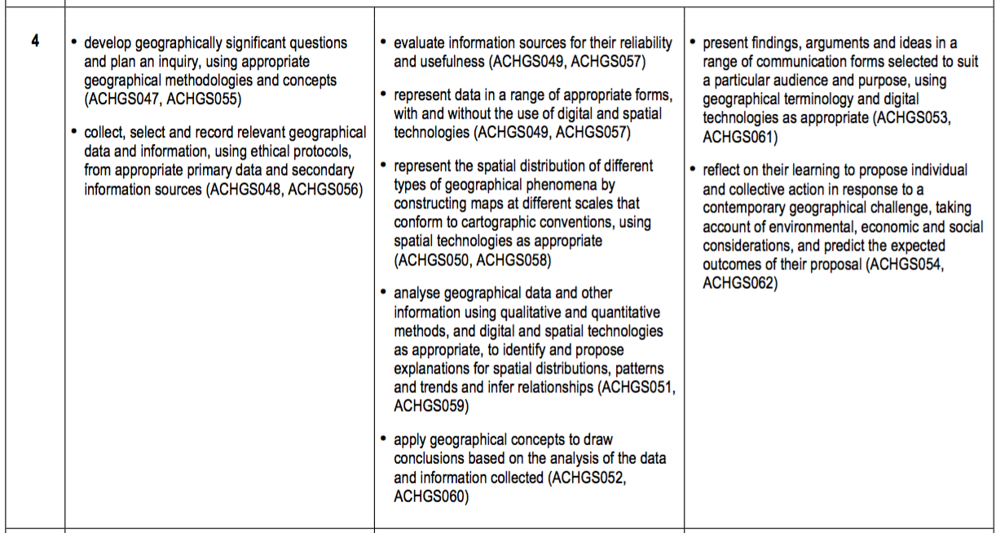 4
• develop geographically significant questions
and plan an inquiry, using appropriate
geographical methodologies and concepts
(ACHGS047, ACHGS055)
• collect, select and record relevant geographical
data and information, using ethical protocols,
from appropriate primary data and secondary
information sources (ACHGS048, ACHGS056)
• evaluate information sources for their reliability
and usefulness (ACHGS049, ACHGS057)
• represent data in a range of appropriate forms,
with and without the use of digital and spatial
technologies (ACHGS049, ACHGS057)
• represent the spatial distribution of different
types of geographical phenomena by
constructing maps at different scales that
conform to cartographic conventions, using
spatial technologies as appropriate
(ACHGS050, ACHGS058)
• analyse geographical data and other
information using qualitative and quantitative
methods, and digital and spatial technologies
as appropriate, to identify and propose
explanations for spatial distributions, patterns
and trends and infer relationships (ACHGS051,
ACHGS059)
• apply geographical concepts to draw
conclusions based on the analysis of the data
and information collected (ACHGS052,
ACHGS060)
• present findings, arguments and ideas in a
range of communication forms selected to suit
a particular audience and purpose, using
geographical terminology and digital
technologies as appropriate (ACHGS053,
ACHGS061)
• reflect on their learning to propose individual
and collective action in response to a
contemporary geographical challenge, taking
account of environmental, economic and social
considerations, and predict the expected
outcomes of their proposal (ACHGS054,
ACHGS062)